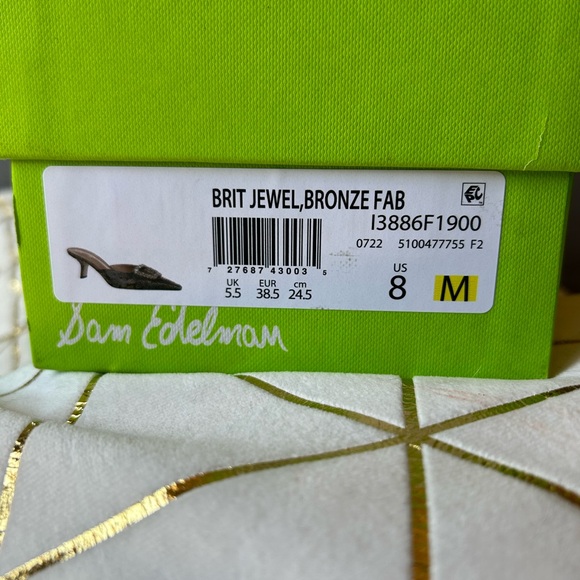 BRIT JEWEL,BRONZE FAB
I3886F1900
0722 5100477755 F2
7 27687 43003 5
UK EUR cm US
5.5 38.5 24.5 8 M
Sam Edelman